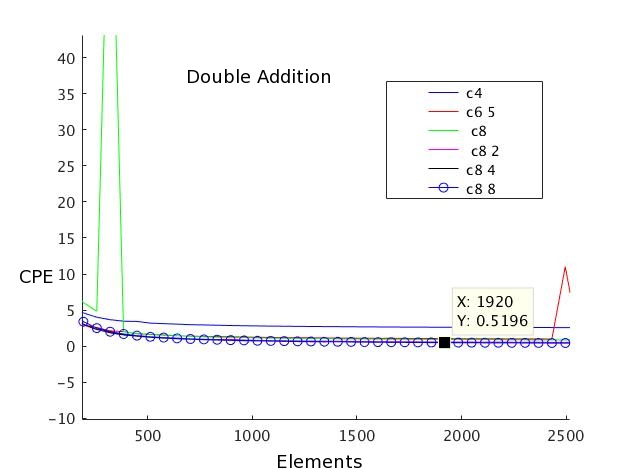 Double Addition
c4
c6 5
c8
c8 2
c8 4
c8 8
40
35
30
25
20
15
CPE 10
5
0
−5
−10
X: 1920
Y: 0.5196
500 1000 1500 2000 2500
Elements